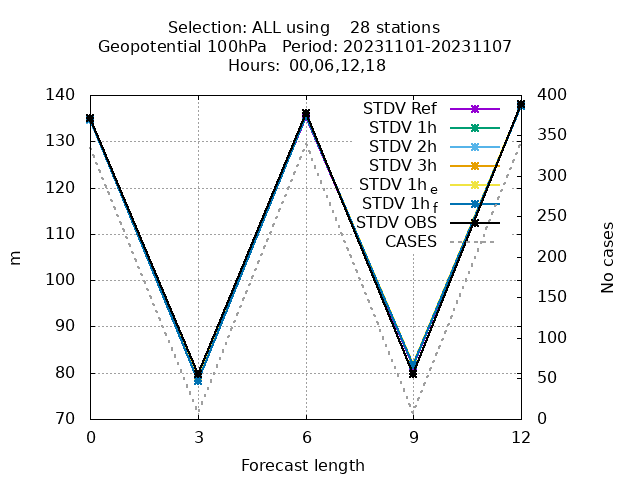 Selection: ALL using    28 stations
Geopotential 100hPa   Period: 20231101-20231107
Hours:  00,06,12,18
140 400
STDV Ref
STDV 1h
130 350
STDV 2h
STDV 3h
120 300
STDV 1h e
STDV 1h f
STDV OBS
110 250
CASES
m
100 200
No cases
90 150
100
80 50
70 0
0 3 6 9 12
Forecast length